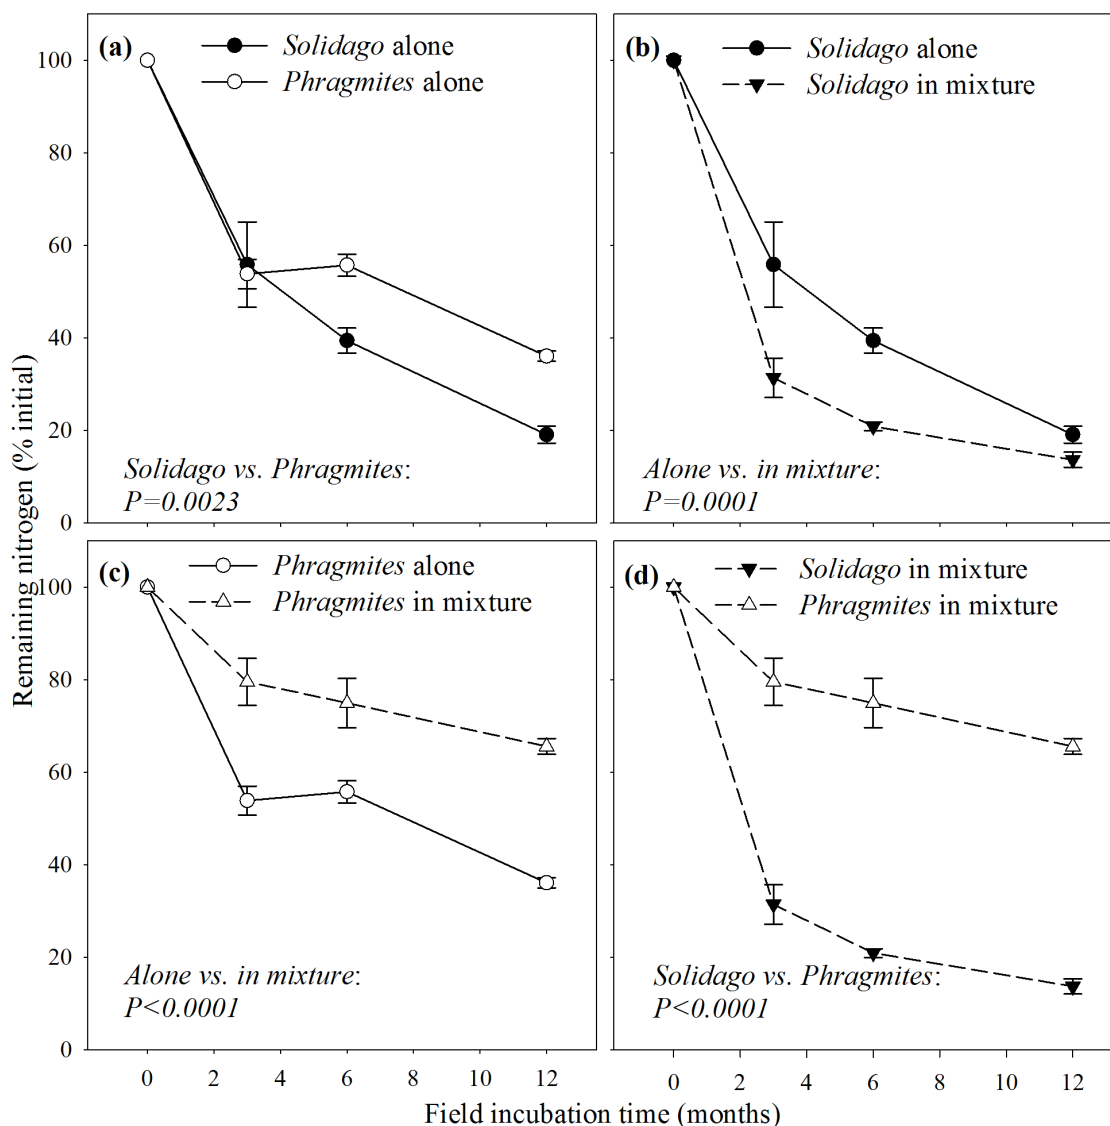 Remaining nitrogen (% initial)
(a)
Solidago alone
Phragmites alone
100
80
60
40
20
0
Solidago vs. Phragmites:
P=0.0023
(b)
Solidago alone
Solidago in mixture
Alone vs. in mixture:
P=0.0001
(c)
Phragmites alone
Phragmites in mixture
100
80
60
40
20
0
Alone vs. in mixture:
P<0.0001
0 2 4 6 8 10 12
(d)
Solidago in mixture
Phragmites in mixture
Solidago vs. Phragmites:
P<0.0001
0 2 4 6 8 10 12
Field incubation time (months)